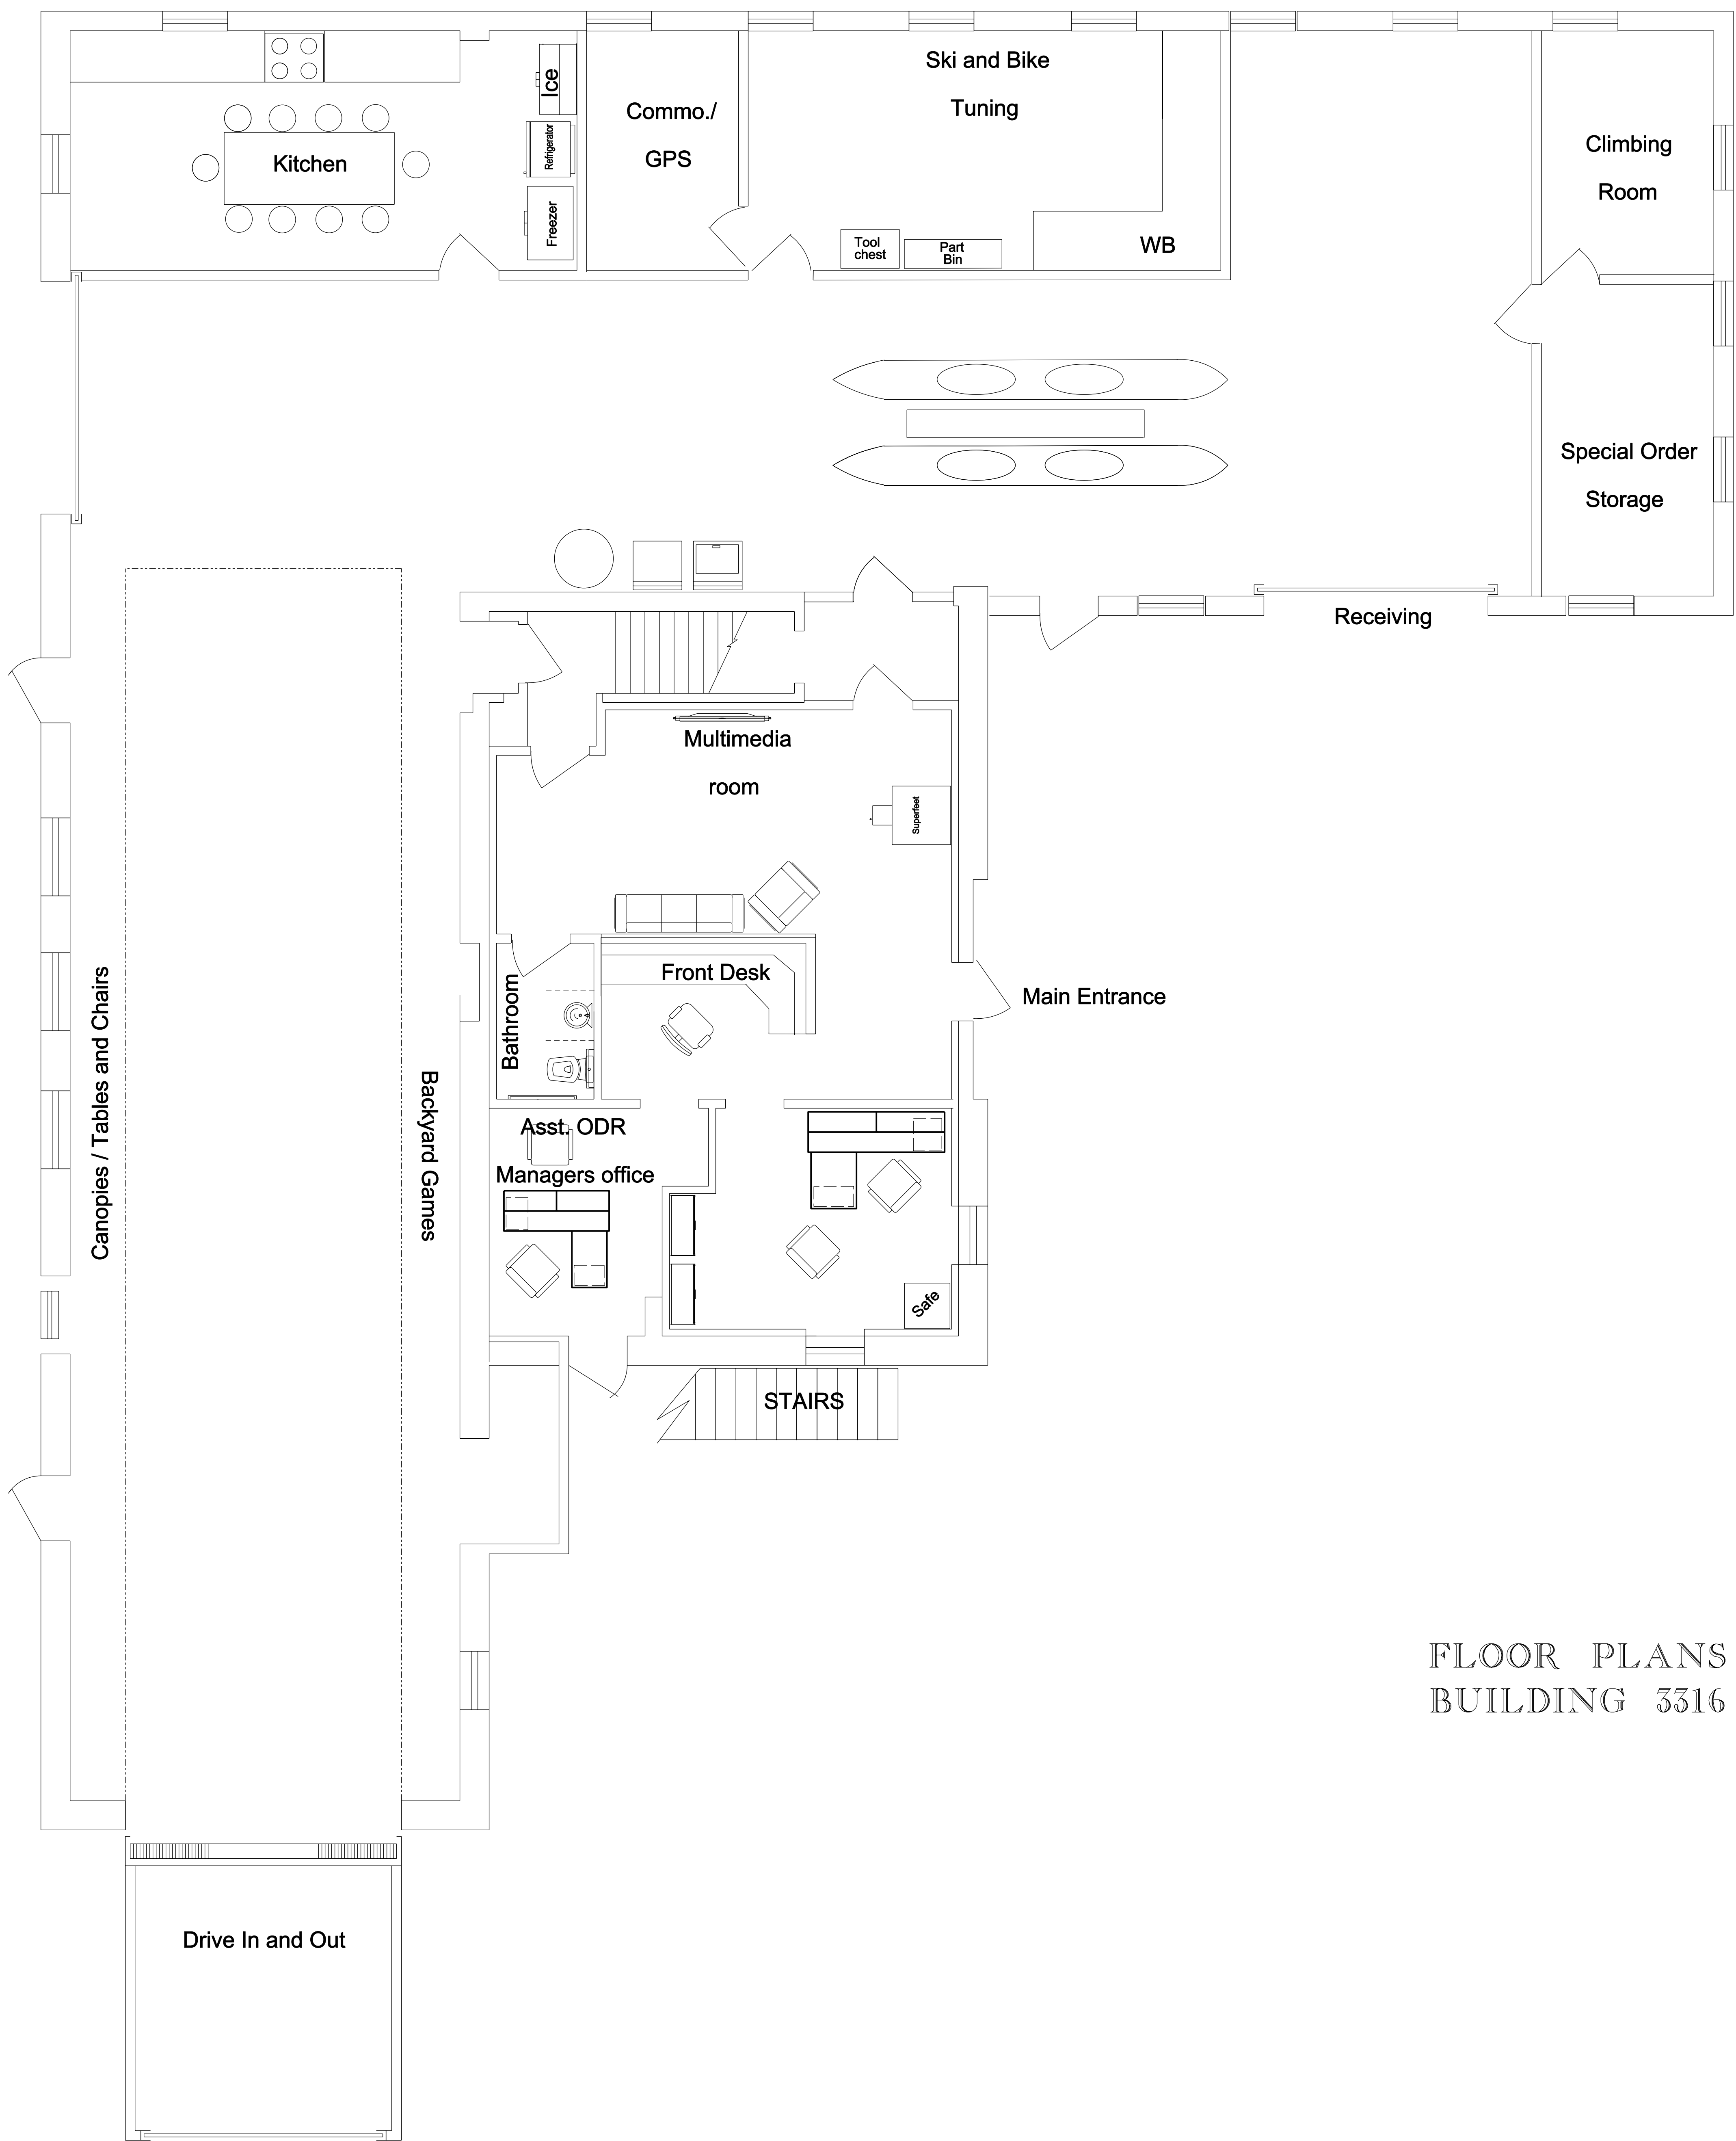 Ski and Bike
Tuning
Ice
Commo./
GPS
Kitchen
Refrigerator
Freezer
Climbing
Room
Tool
chest
Part
Bin
WB
Special Order
Storage
Receiving
Multimedia
room
Superfeet
Front Desk
Bathroom
Main Entrance
Canopies / Tables and Chairs
Backyard Games
Asst. ODR
Managers office
Safe
STAIRS
FLOOR PLANS
BUILDING 3316
Drive In and Out